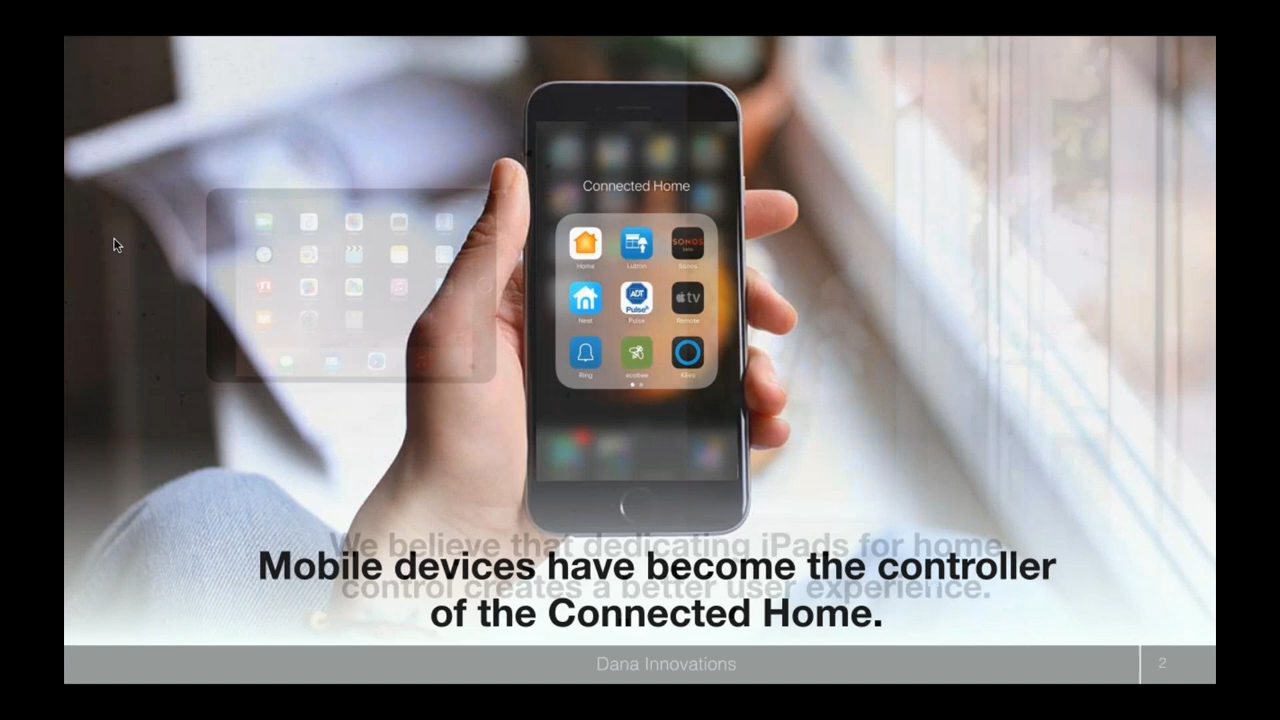 Connected Home
Home
Lutron
SONOS
Sonos
Nest
ADT
Pulse
Pulse
tv
Remote
Ring
ecobee
Kevo
We believe that dedicating iPads for home
control creates a better user experience.
Mobile devices have become the controller
of the Connected Home.
Dana Innovations
2